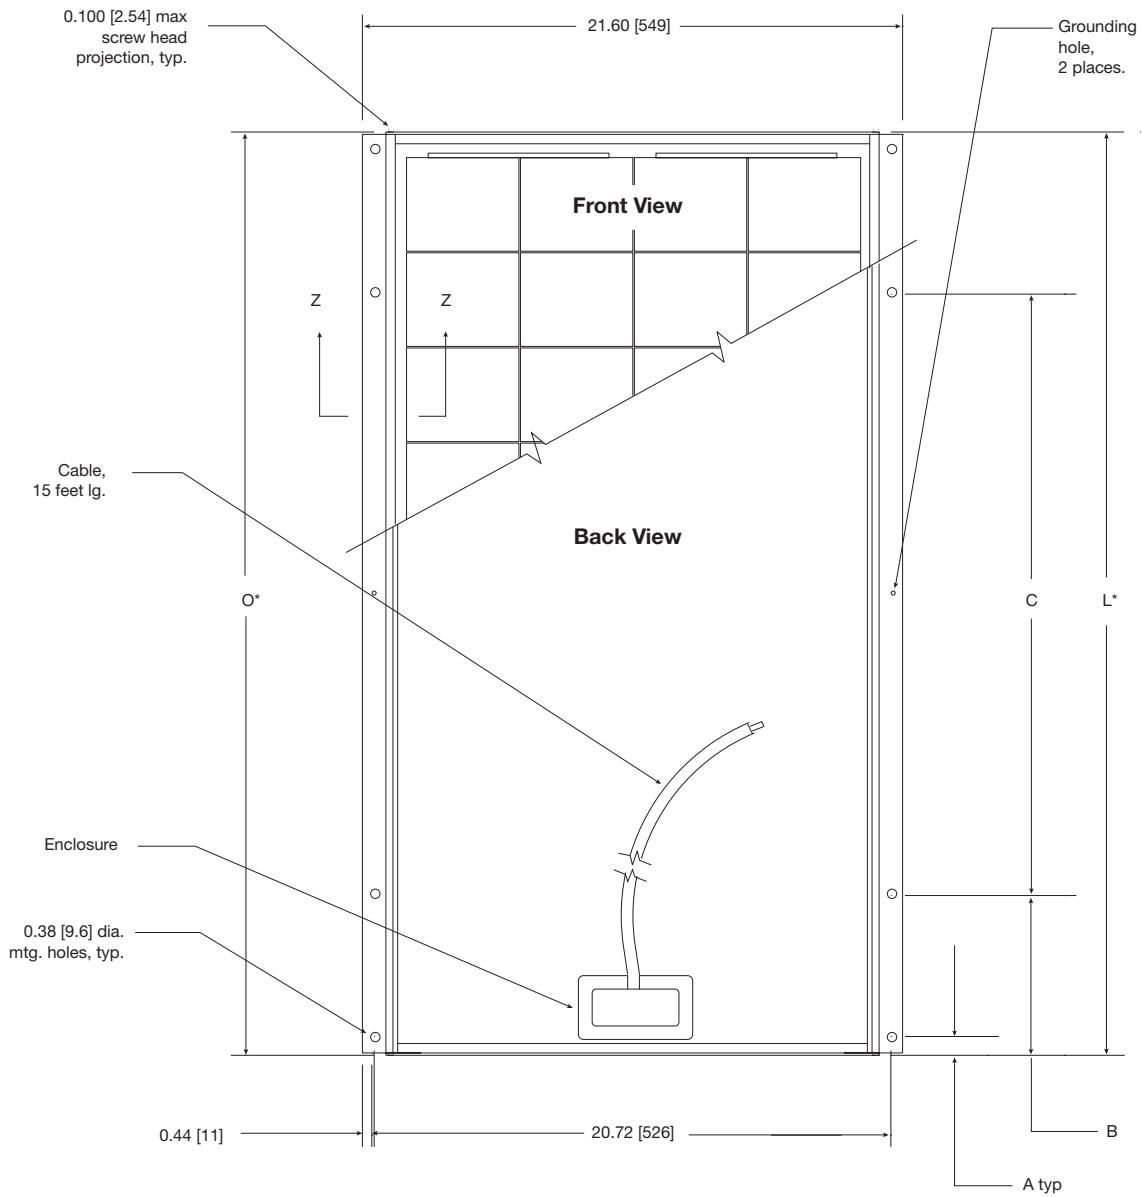 0.100 [2.54] max
screw head
projection, typ.
21.60 [549]
Grounding
hole,
2 places.
Front View
Z
Z
Cable,
15 feet lg.
Back View
O*
C
L*
Enclosure
0.38 [9.6] dia.
mtg. holes, typ.
0.44 [11]
20.72 [526]
B
A typ